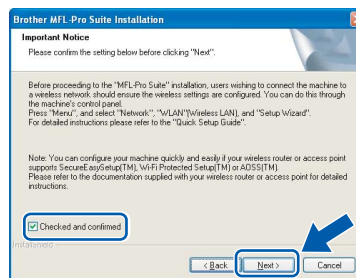 Brother MFL-Pro Suite Installation
Important Notice
Please confirm the setting below before clicking "Next".
Before proceeding to the "MFL-Pro Suite" installation, users wishing to connect the machine to
a wireless network should ensure the wireless settings are configured. You can do this through
the machine's control panel.
Press "Menu", and select "Network", "WLAN"(Wireless LAN), and "Setup Wizard".
For detailed instructions please refer to the "Quick Setup Guide".
Note: You can configure your machine quickly and easily if your wireless router or access point
supports SecureEasySetup(TM), Wi-Fi Protected Setup(TM) or AOSS(TM).
Please refer to the documentation supplied with your wireless router or access point for detailed
instructions.
Checked and confirmed
InstallShield
< Back Next > Cancel